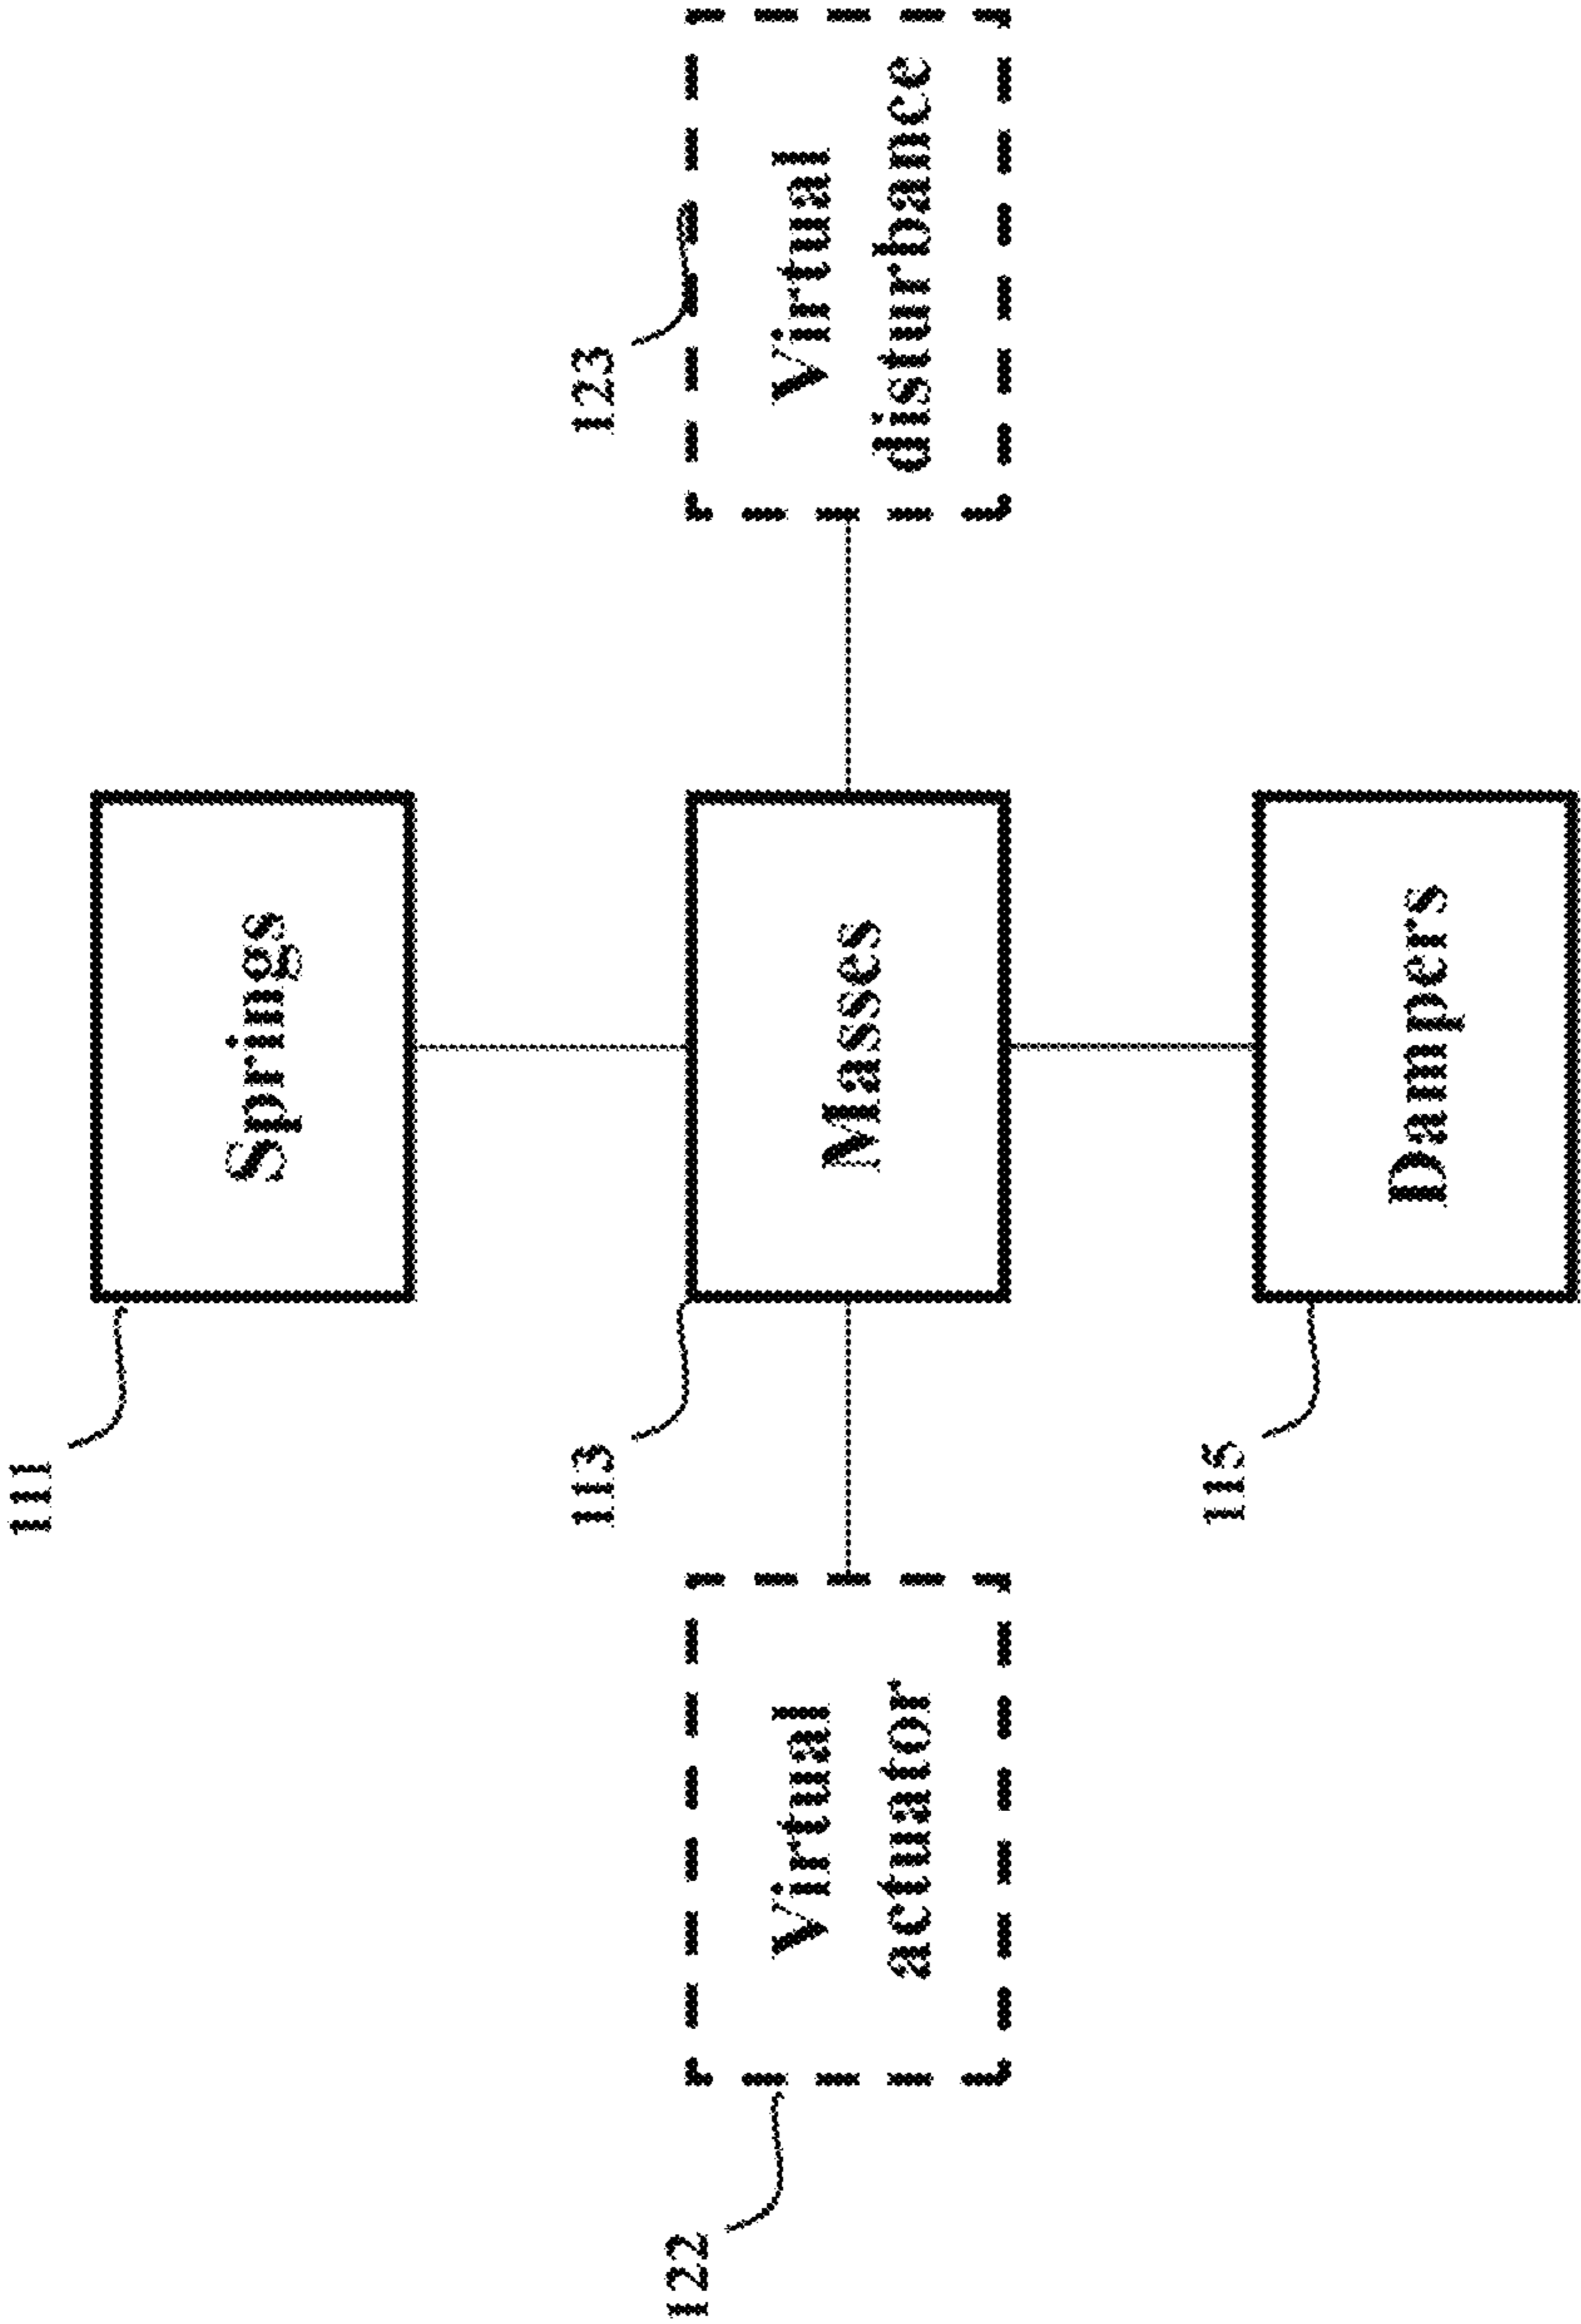 111
Springs
122
Virtual
actuator
113
Masses
123
Virtual
disturbance
115
Dampers